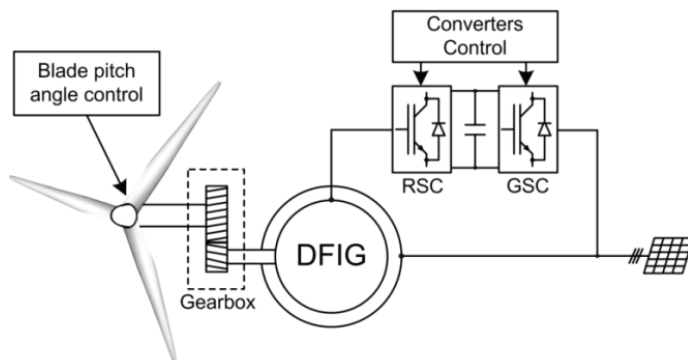 Converters
Control
Blade pitch
angle control
RSC
GSC
DFIG
Gearbox